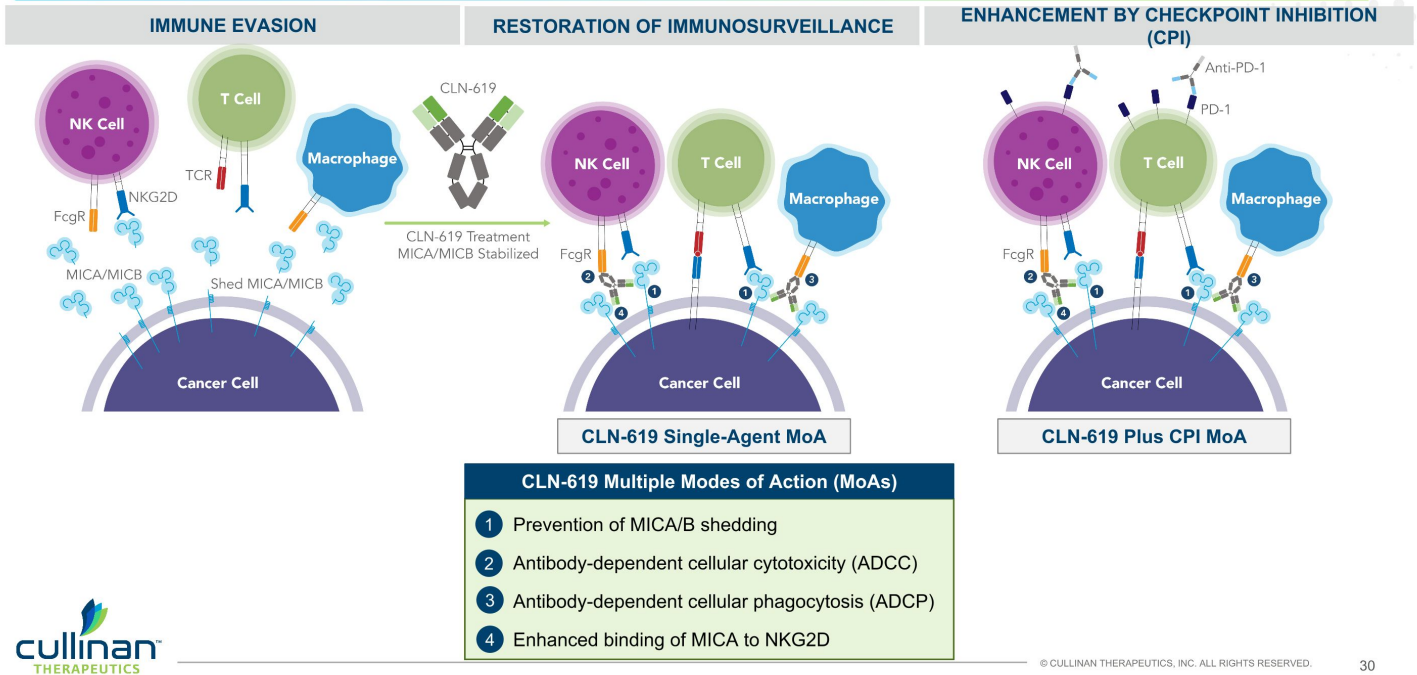 IMMUNE EVASION
RESTORATION OF IMMUNOSURVEILLANCE
ENHANCEMENT BY CHECKPOINT INHIBITION
(CPI)
NK Cell
T Cell
Macrophage
TCR
NKG2D
FcgR
MICA/MICB
Shed MICA/MICB
Cancer Cell
CLN-619
CLN-619 Treatment
MICA/MICB Stabilized
NK Cell
T Cell
Macrophage
FcgR
2
1
4
1
3
Cancer Cell
CLN-619 Single-Agent MoA
Anti-PD-1
PD-1
NK Cell
T Cell
Macrophage
FcgR
2
1
4
1
3
Cancer Cell
CLN-619 Plus CPI MoA
CLN-619 Multiple Modes of Action (MoAs)
1 Prevention of MICA/B shedding
2 Antibody-dependent cellular cytotoxicity (ADCC)
3 Antibody-dependent cellular phagocytosis (ADCP)
4 Enhanced binding of MICA to NKG2D
cullinan™
THERAPEUTICS
© CULLINAN THERAPEUTICS, INC. ALL RIGHTS RESERVED.
30